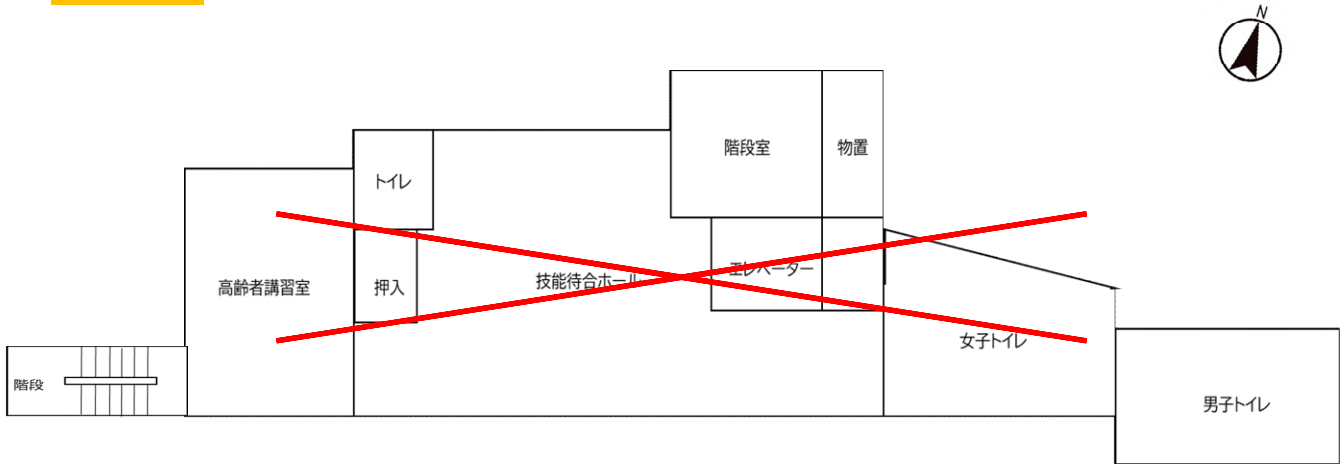 N
階段室
物置
トイレ
エレベーター
技能待合ホール
高齢者講習室
押入
女子トイレ
階段
男子トイレ